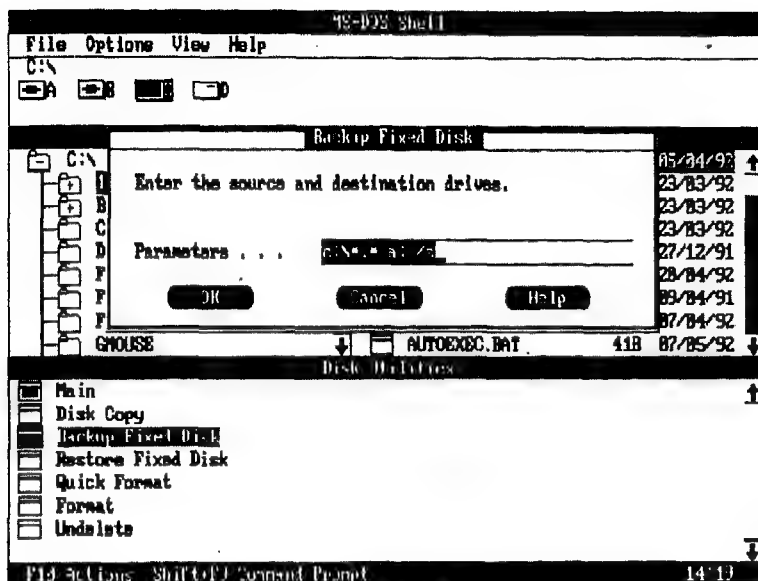 MS-DOS Shell
File Options View Help
C:\
A B C D
Backup Fixed Disk
C:\ 05/04/92
Enter the source and destination drives.
23/03/92
B 23/03/92
C 23/03/92
D Parameters . . . c:\*.* a: /s 27/12/91
F 28/04/92
F OK Cancel Help 09/04/91
F 07/04/92
GMOUSE AUTOEXEC.BAT 418 07/05/92
Disk Utilities
Main
Disk Copy
Backup Fixed Disk
Restore Fixed Disk
Quick Format
Format
Undelete
F10=Actions Shift+F9=Command Prompt 14:13